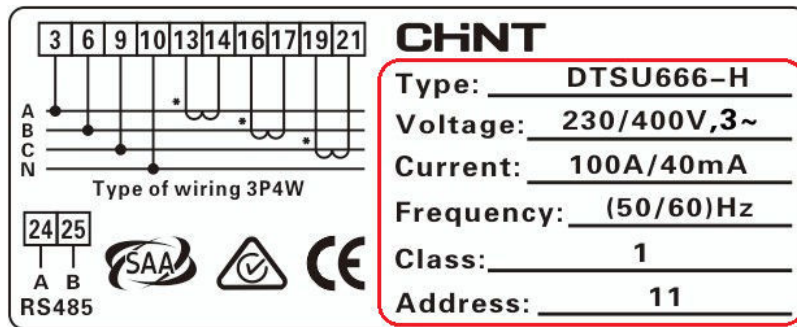 3 6 9 10 13 14 16 17 19 21
A
B
C
N
* * *
Type of wiring 3P4W
24 25
A B
RS485
SAA
CE
CHiNT
Type: DTSU666-H
Voltage: 230/400V,3~
Current: 100A/40mA
Frequency: (50/60)Hz
Class: 1
Address: 11